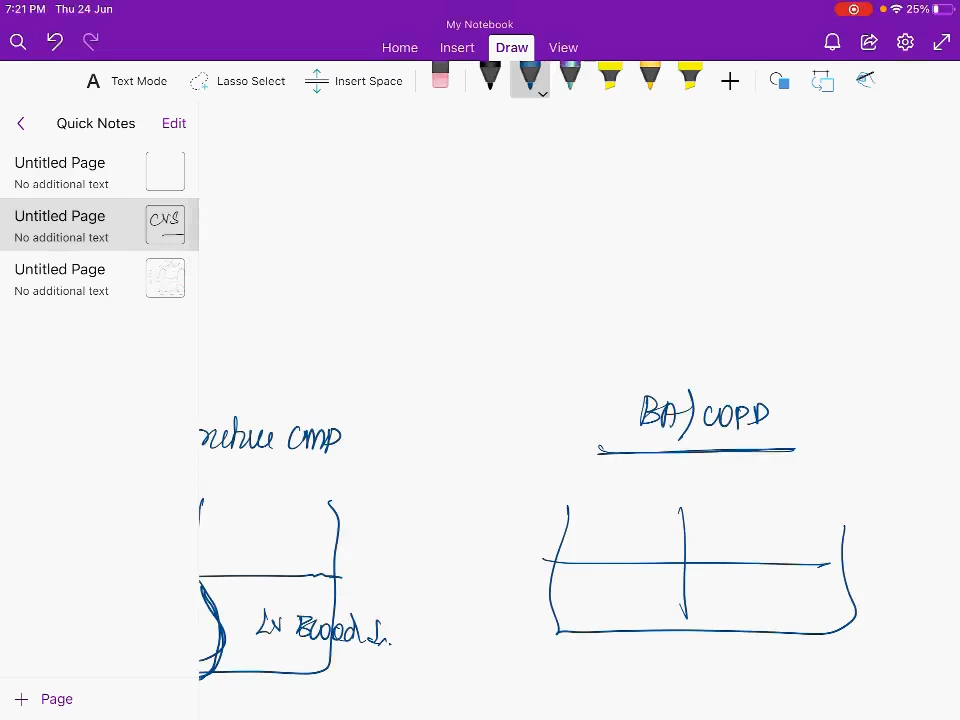 7:21 PM Thu 24 Jun 25%
My Notebook
Home Insert Draw View
Text Mode Lasso Select Insert Space
Quick Notes Edit
Untitled Page
No additional text
Untitled Page
No additional text
CNS
Untitled Page
No additional text
BA) COPD
CMP
Blood
+ Page